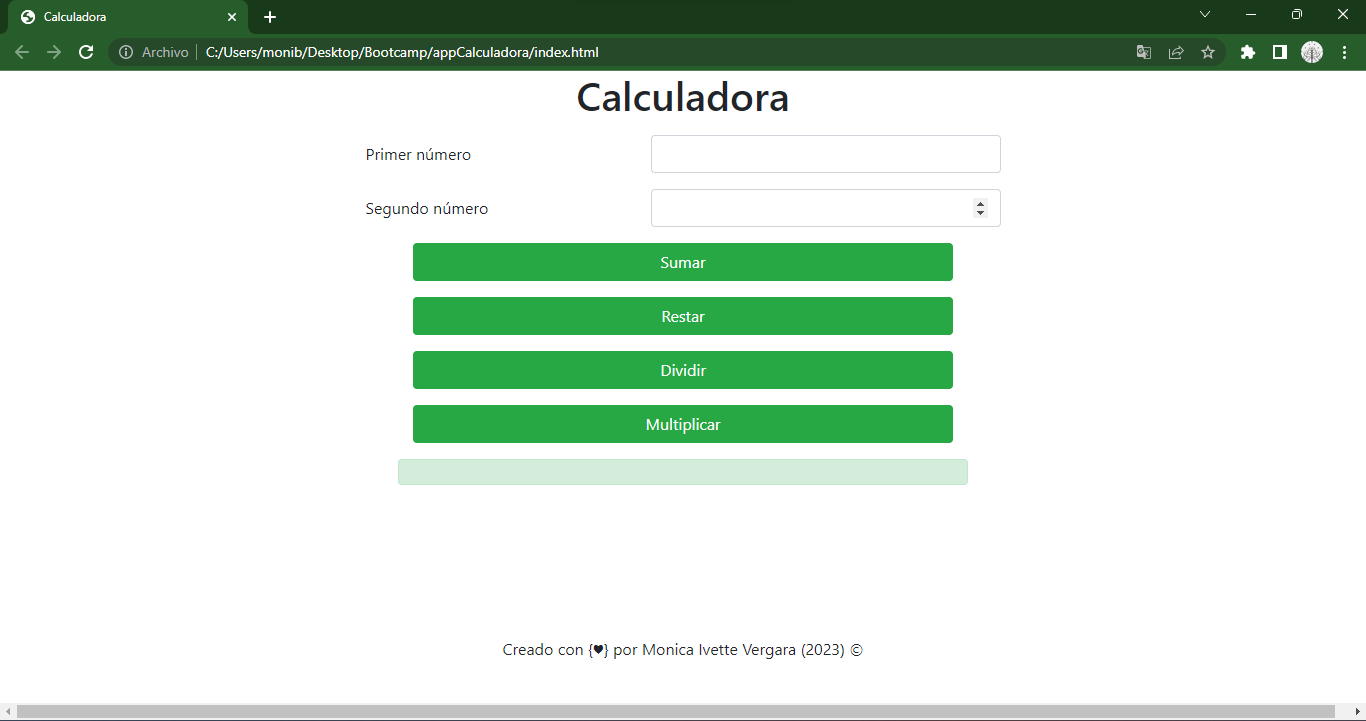 Calculadora
Archivo C:/Users/monib/Desktop/Bootcamp/appCalculadora/index.html
Calculadora
Primer número
Segundo número
Sumar
Restar
Dividir
Multiplicar
Creado con {♥} por Monica Ivette Vergara (2023) ©